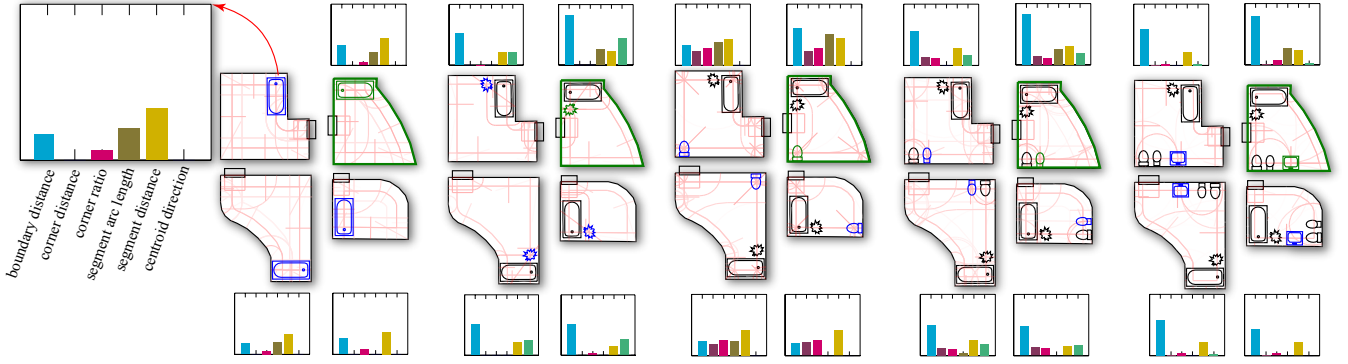 boundary distance
corner distance
corner ratio
segment arc length
segment distance
centroid direction